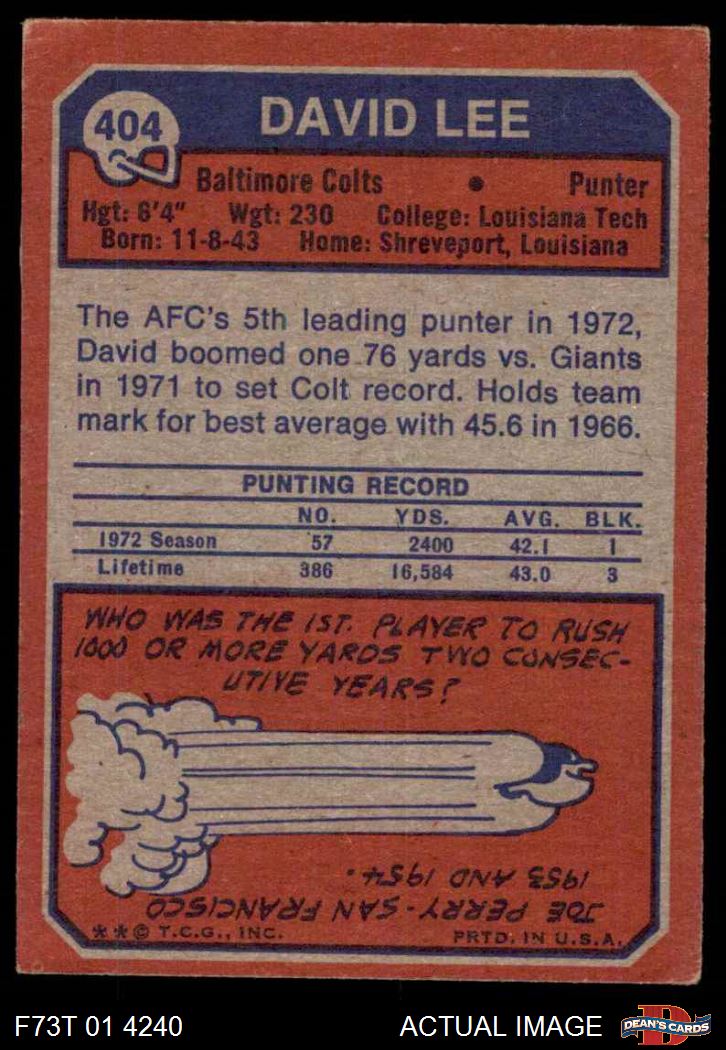 404
DAVID LEE
Baltimore Colts • Punter
Hgt: 6'4" Wgt: 230 College: Louisiana Tech
Born: 11-8-43 Home: Shreveport, Louisiana
The AFC's 5th leading punter in 1972,
David boomed one 76 yards vs. Giants
in 1971 to set Colt record. Holds team
mark for best average with 45.6 in 1966.
PUNTING RECORD
NO. YDS. AVG. BLK.
1972 Season 57 2400 42.1 1
Lifetime 386 16,584 43.0 3
WHO WAS THE 1ST. PLAYER TO RUSH
1000 OR MORE YARDS TWO CONSEC-
UTIVE YEARS?
JOE PERRY-SAN FRANCISCO
1953 AND 1954.
**© T.C.G., INC. PRTD. IN U.S.A.
F73T 01 4240 ACTUAL IMAGE
D
DEAN'S CARDS